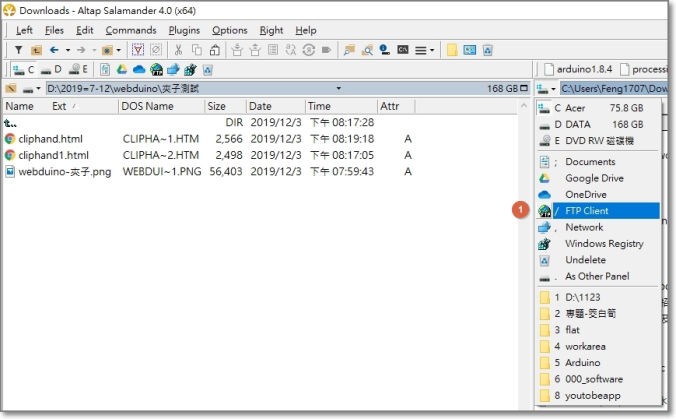 Downloads - Altap Salamander 4.0 (x64)
Left Files Edit Commands Plugins Options Right Help
C D E
arduino1.8.4 processin
D:\2019=7-12\webduino\夾子測試 168 GB
C:\Users\Feng1707\Dow
Name Ext DOS Name Size Date Time Attr
DIR 2019/12/3 下午 08:17:28
cliphand.html CLIPHA~1.HTM 2,566 2019/12/3 下午 08:19:18 A
cliphand1.html CLIPHA~2.HTM 2,498 2019/12/3 下午 08:17:05 A
webduino-夾子.png WEBDUI~1.PNG 56,403 2019/12/3 下午 07:59:43 A
C Acer 75.8 GB
D DATA 168 GB
E DVD RW 磁碟機
; Documents
Google Drive
OneDrive
1 / FTP Client
, Network
Windows Registry
Undelete
. As Other Panel
1 D:\1123
2 專題-茭白筍
3 flat
4 workarea
5 Arduino
6 000_software
8 youtobeapp